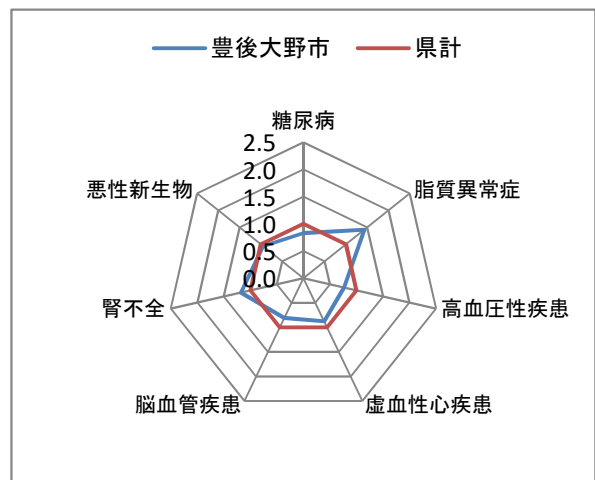 豊後大野市 県計
糖尿病
2.5
2.0
1.5
1.0
0.5
0.0
脂質異常症
高血圧性疾患
虚血性心疾患
脳血管疾患
腎不全
悪性新生物